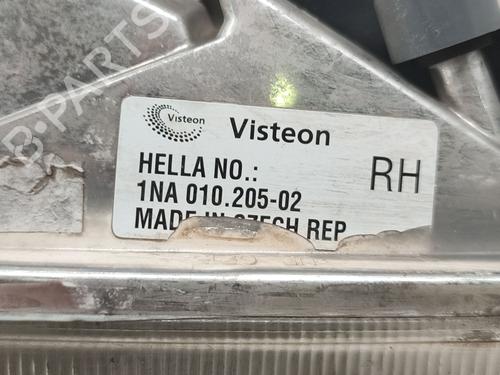 Visteon
Visteon
HELLA NO.:
RH
1NA 010.205-02
MADE IN CZECH REP
B-PARTS